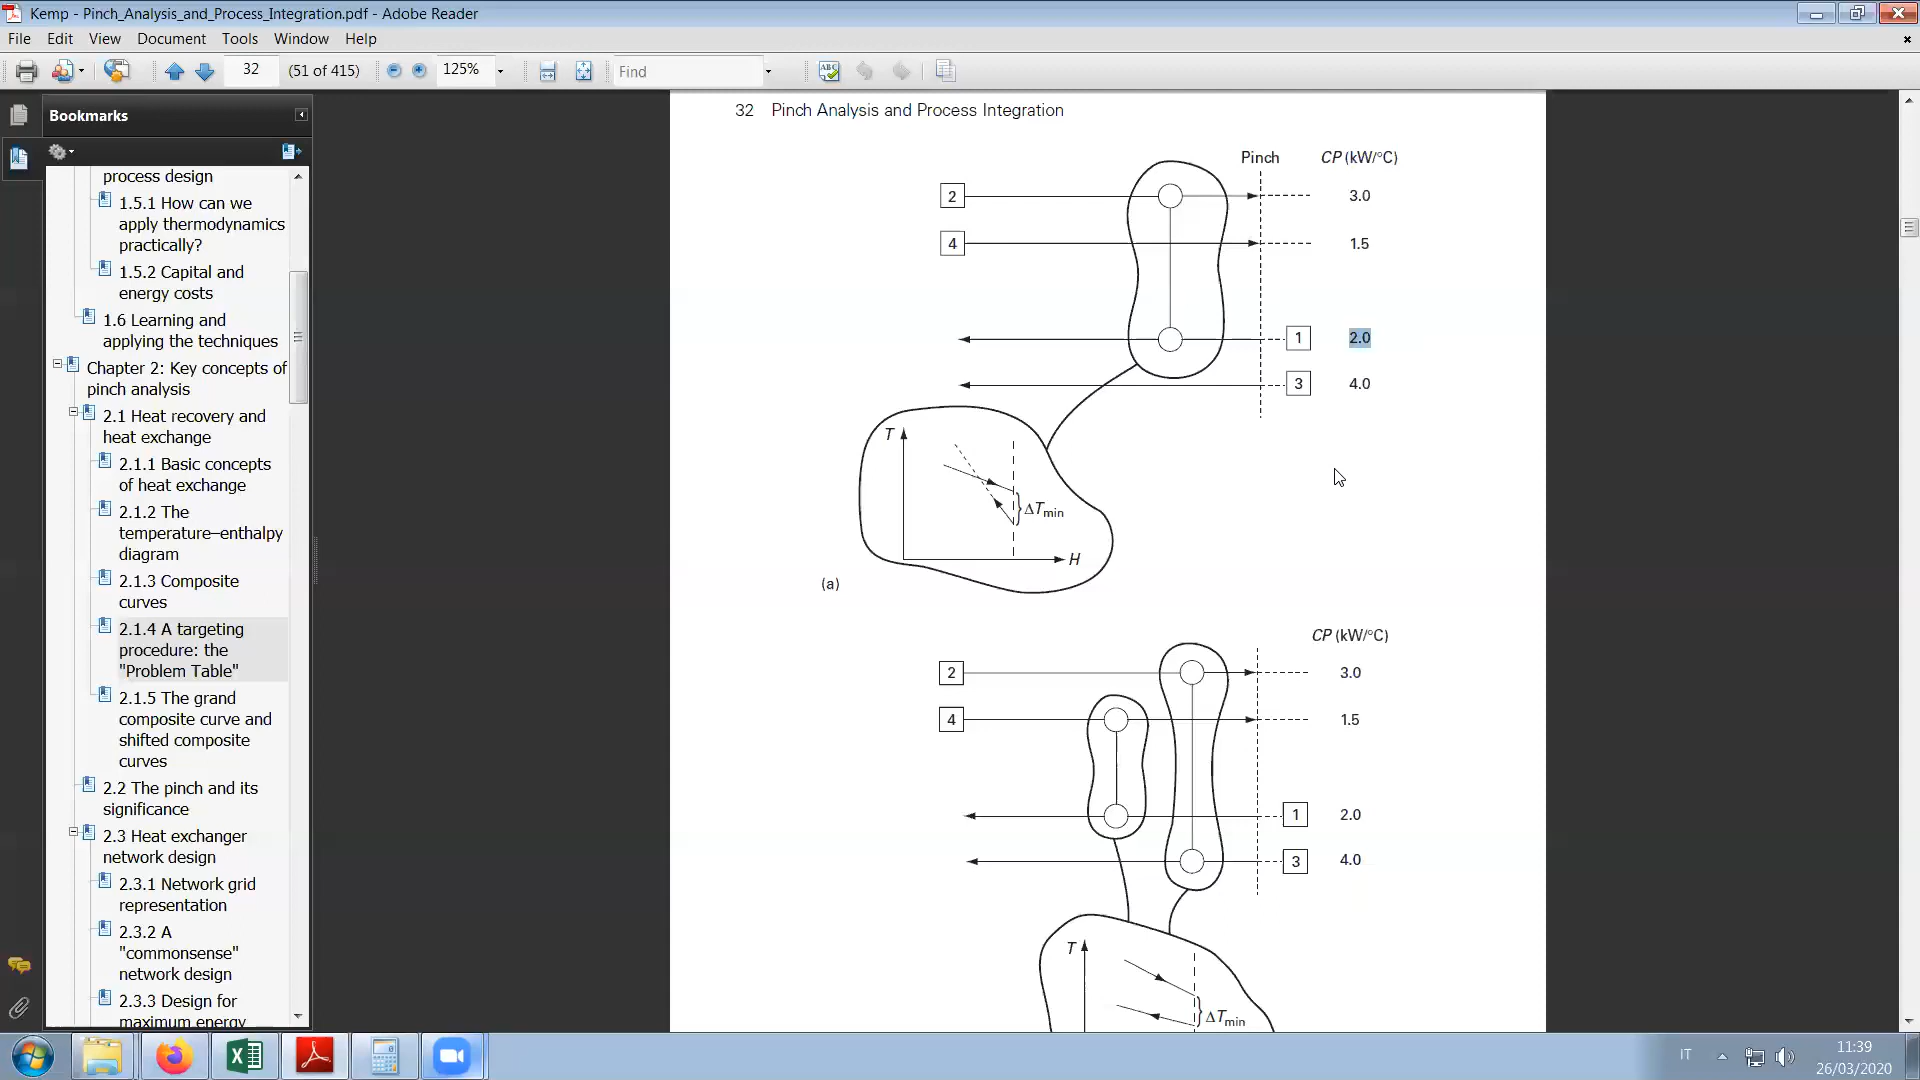 Kemp - Pinch_Analysis_and_Process_Integration.pdf - Adobe Reader
File Edit View Document Tools Window Help
32 (51 of 415) 125% Find
Bookmarks
process design
1.5.1 How can we
apply thermodynamics
practically?
1.5.2 Capital and
energy costs
1.6 Learning and
applying the techniques
Chapter 2: Key concepts of
pinch analysis
2.1 Heat recovery and
heat exchange
2.1.1 Basic concepts
of heat exchange
2.1.2 The
temperature–enthalpy
diagram
2.1.3 Composite
curves
2.1.4 A targeting
procedure: the
"Problem Table"
2.1.5 The grand
composite curve and
shifted composite
curves
2.2 The pinch and its
significance
2.3 Heat exchanger
network design
2.3.1 Network grid
representation
2.3.2 A
"commonsense"
network design
2.3.3 Design for
maximum energy
32 Pinch Analysis and Process Integration
Pinch CP (kW/°C)
2 3.0
4 1.5
1 2.0
3 4.0
T
ΔTmin
H
(a)
CP (kW/°C)
2 3.0
4 1.5
1 2.0
3 4.0
T
ΔTmin
IT
11:39
26/03/2020